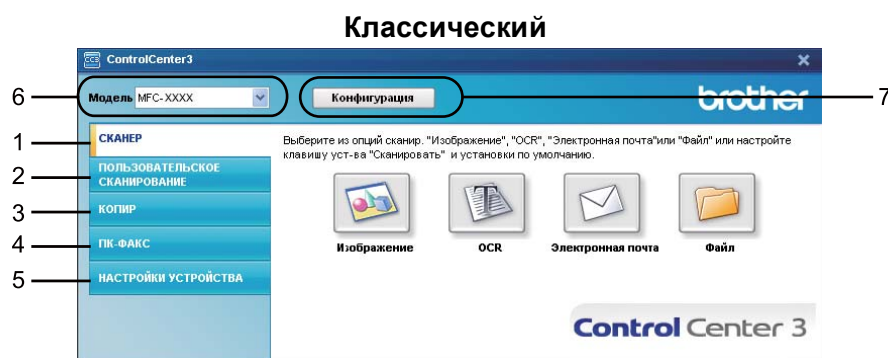 Классический
ControlCenter3
6
Модель MFC-XXXX
Конфигурация
brother
7
1
СКАНЕР
Выберите из опций сканир. "Изображение", "OCR", "Электронная почта"или "Файл" или настройте
клавишу уст-ва "Сканировать" и установки по умолчанию.
2
ПОЛЬЗОВАТЕЛЬСКОЕ
СКАНИРОВАНИЕ
3
КОПИР
4
ПК-ФАКС
5
НАСТРОЙКИ УСТРОЙСТВА
Изображение
OCR
Электронная почта
Файл
Control Center 3